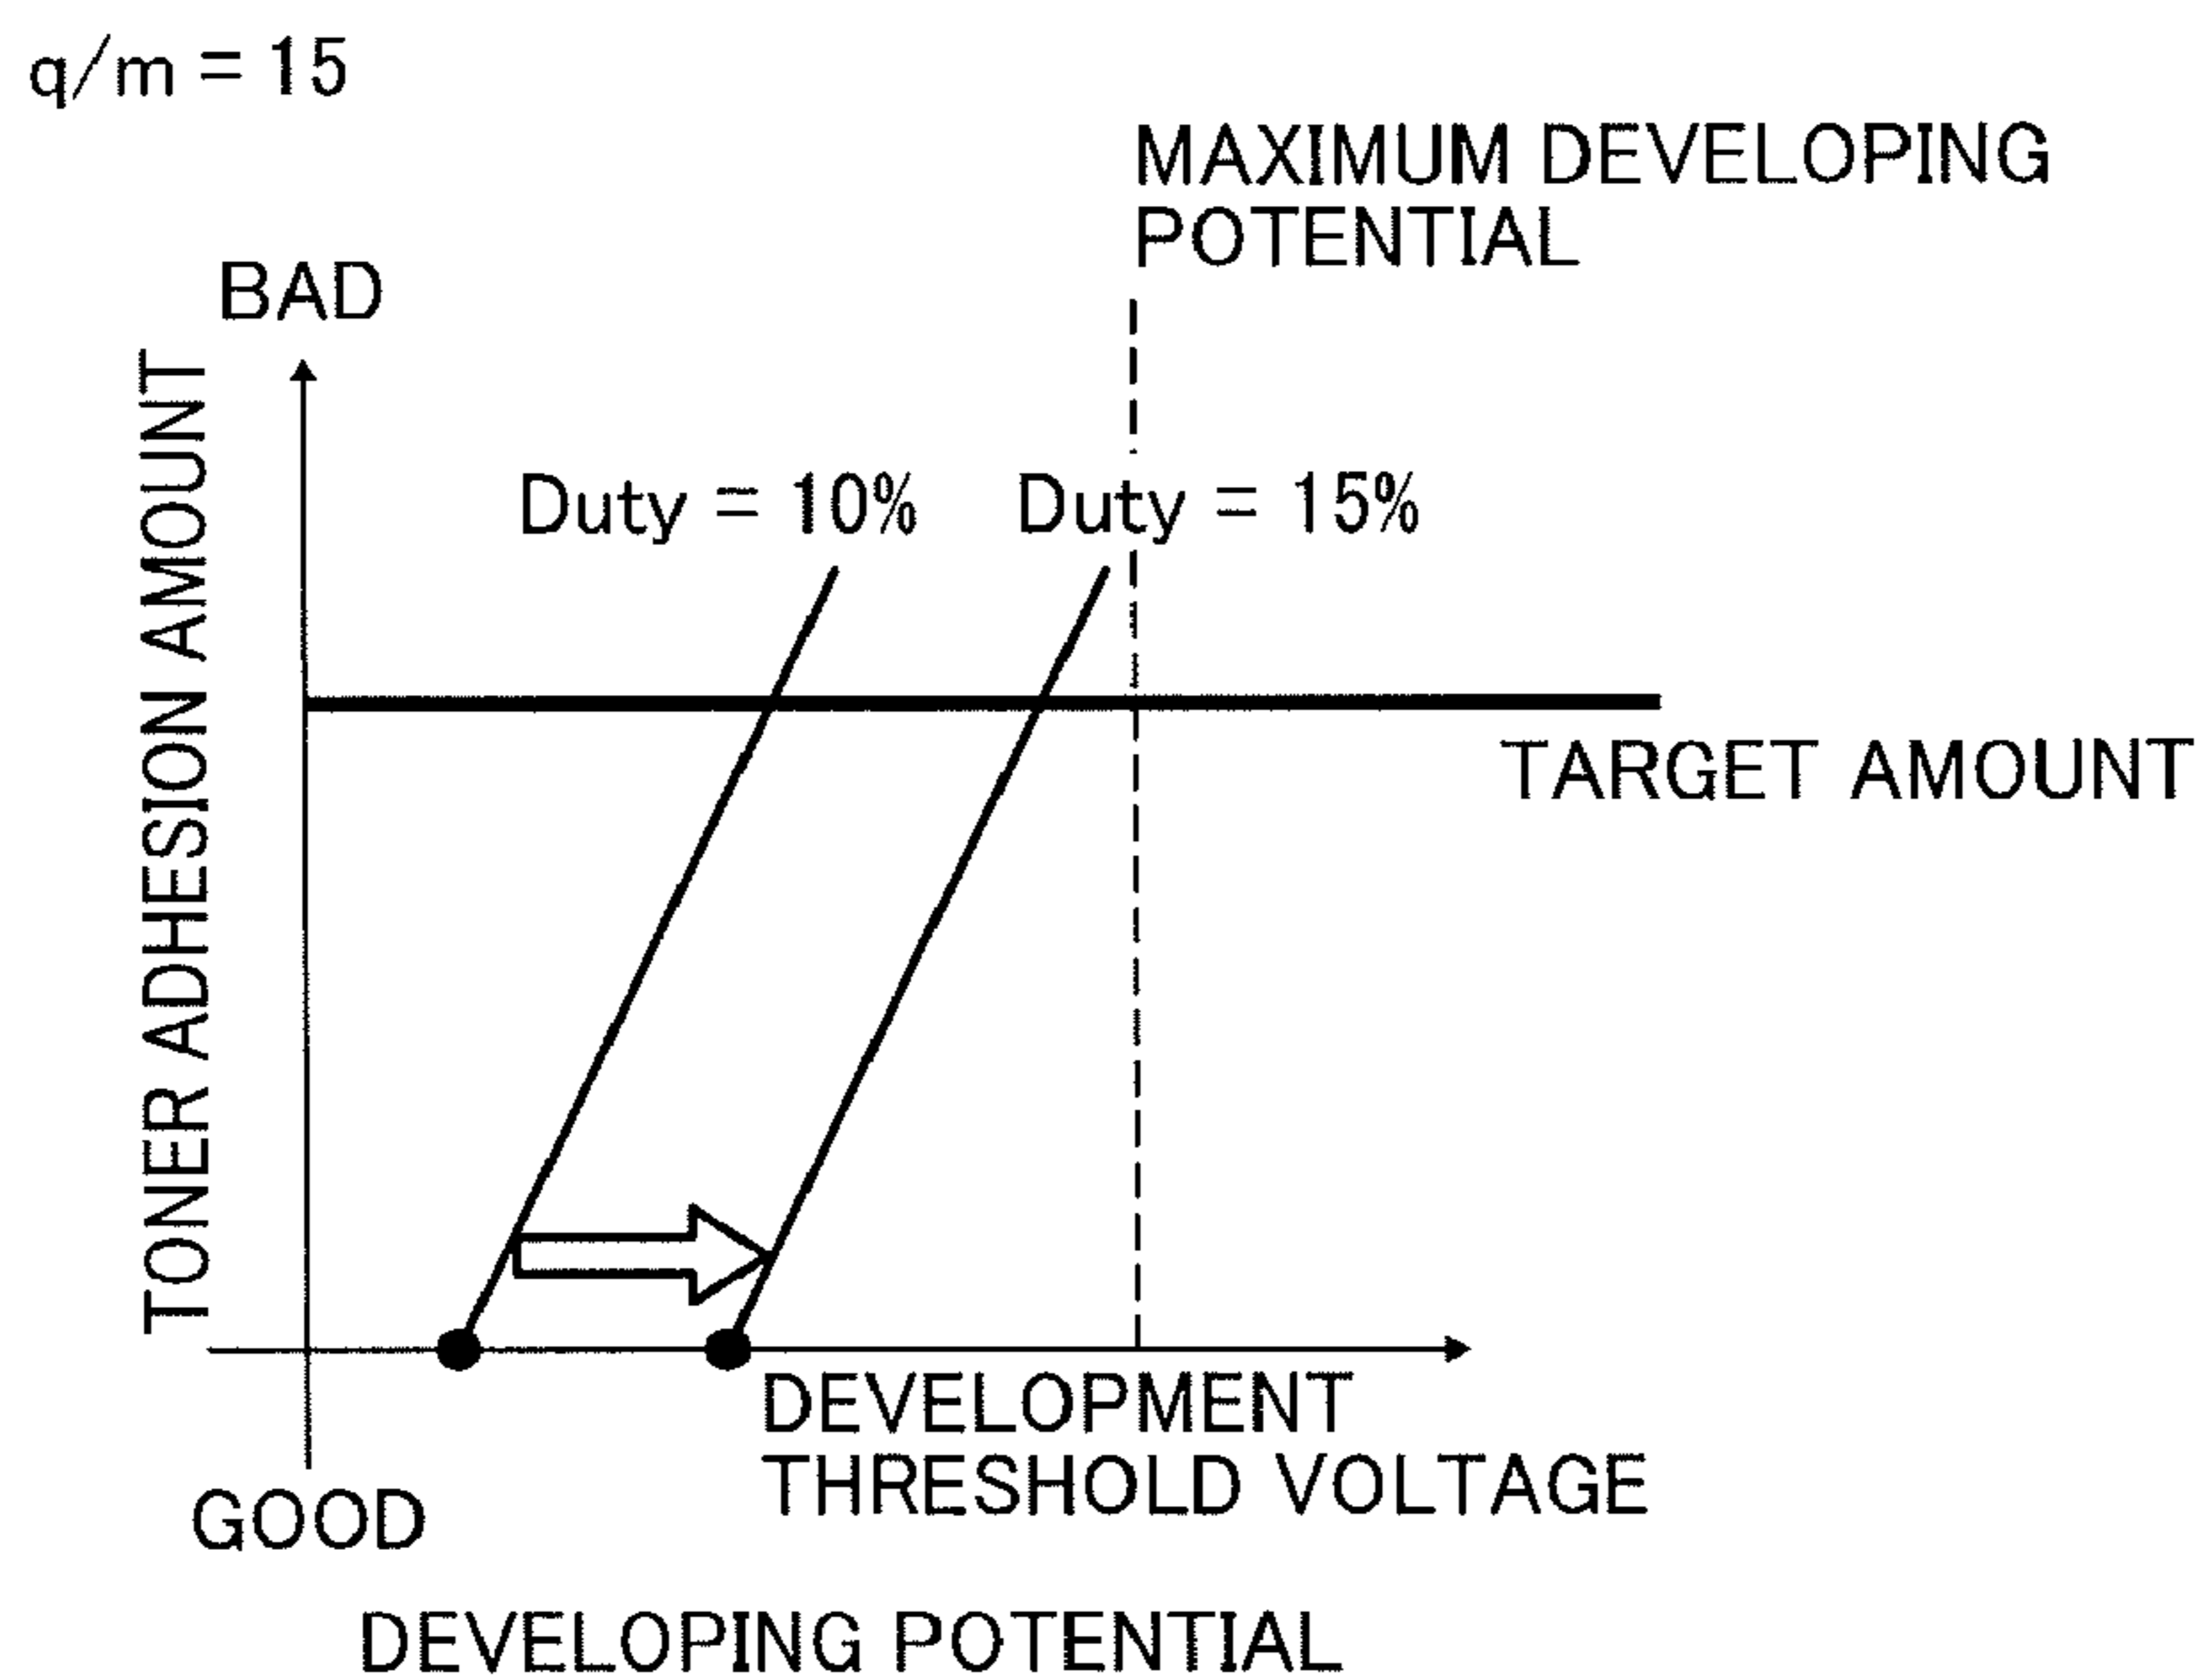 q/m = 15
MAXIMUM DEVELOPING
POTENTIAL
BAD
TONER ADHESION AMOUNT
Duty = 10%
Duty = 15%
TARGET AMOUNT
DEVELOPMENT
THRESHOLD VOLTAGE
GOOD
DEVELOPING POTENTIAL